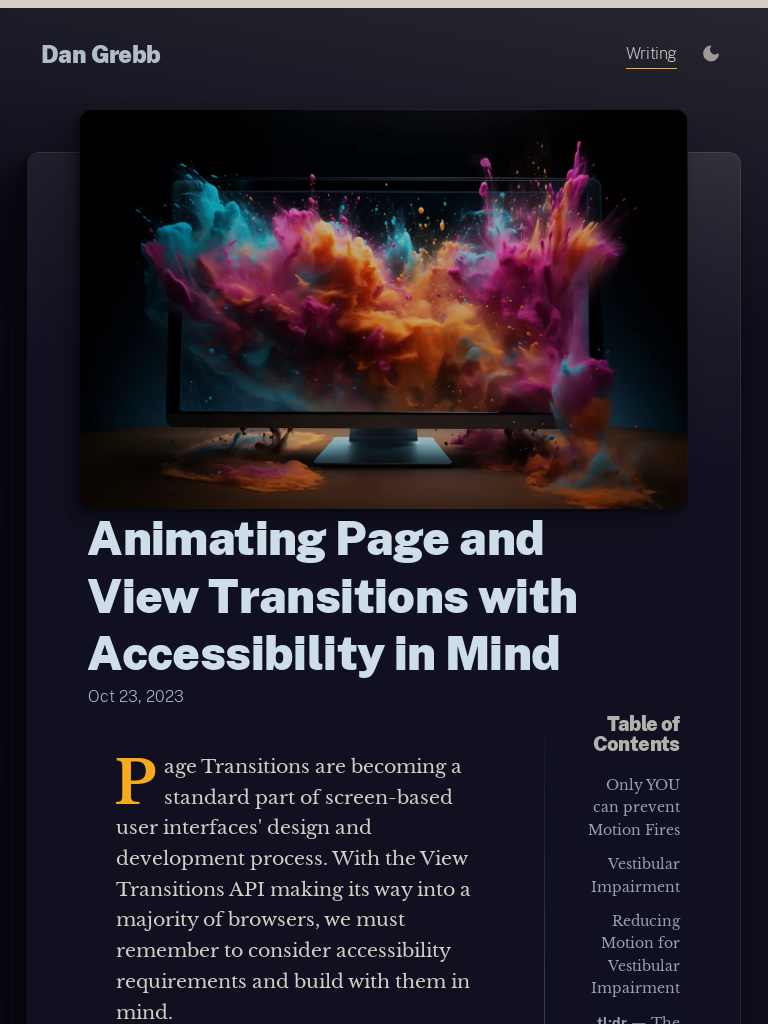 Dan Grebb
Writing
Animating Page and
View Transitions with
Accessibility in Mind
Oct 23, 2023
Page Transitions are becoming a
standard part of screen-based
user interfaces' design and
development process. With the View
Transitions API making its way into a
majority of browsers, we must
remember to consider accessibility
requirements and build with them in
mind.
Table of
Contents
Only YOU
can prevent
Motion Fires
Vestibular
Impairment
Reducing
Motion for
Vestibular
Impairment
tl;dr — The